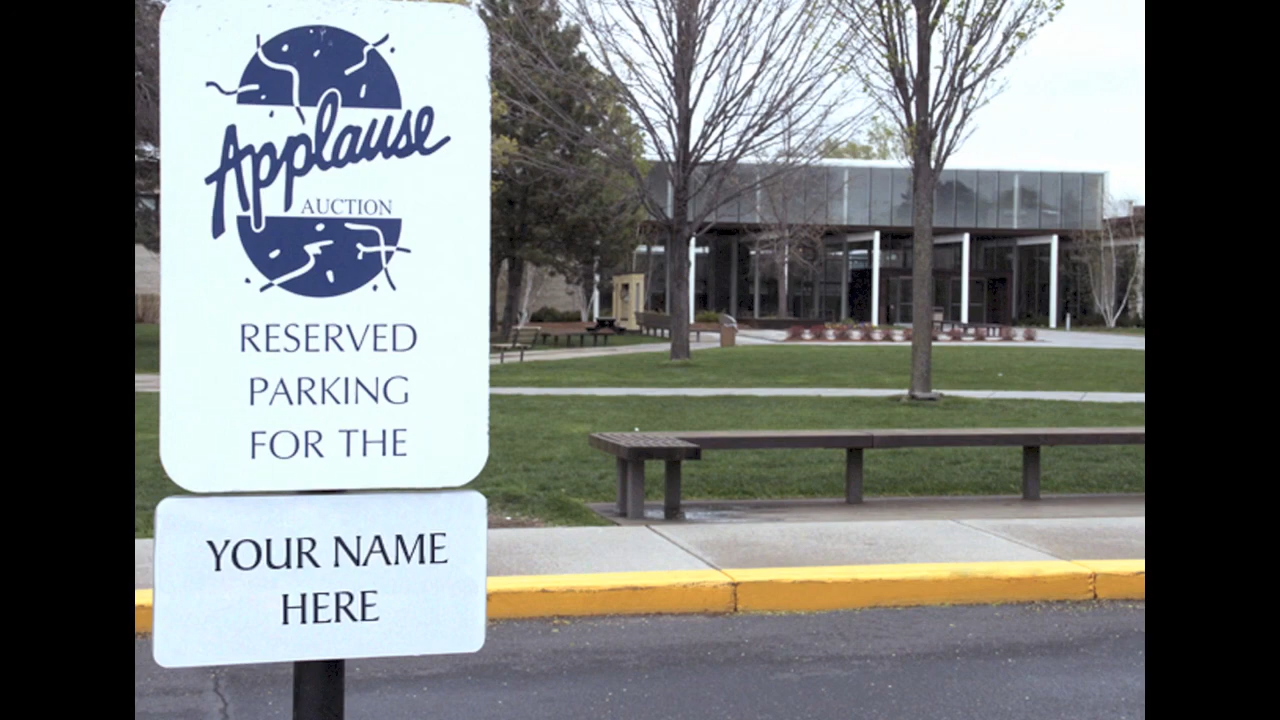 Applause
AUCTION
RESERVED
PARKING
FOR THE
YOUR NAME
HERE